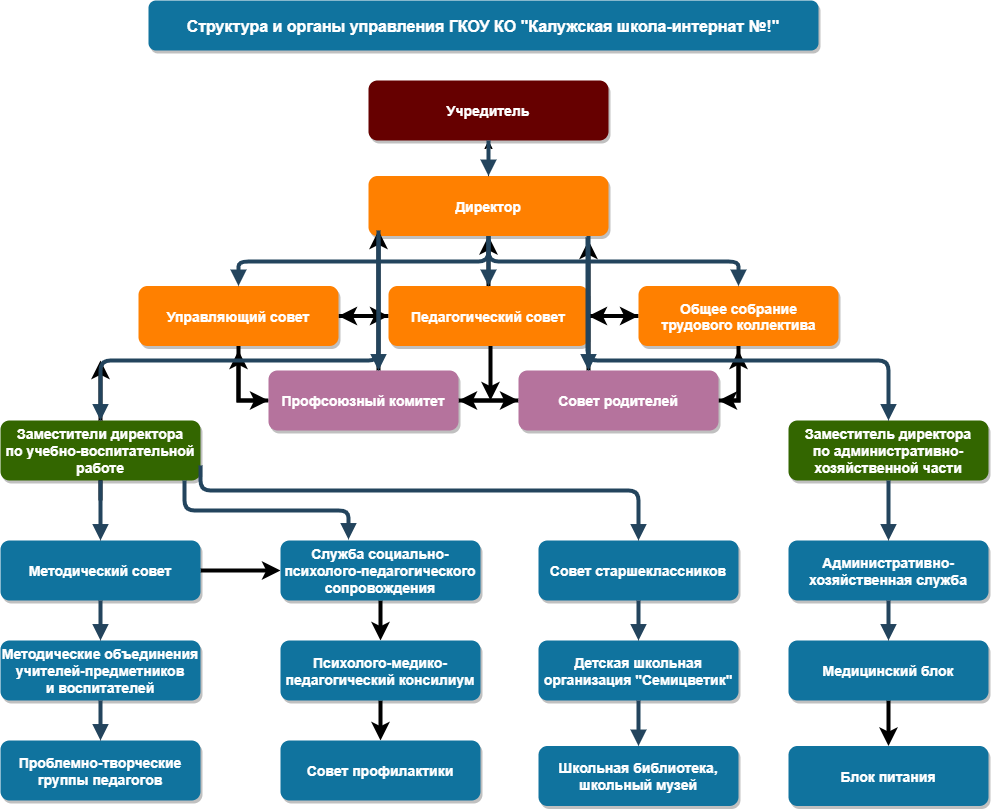 Структура и органы управления ГКОУ КО "Калужская школа-интернат №!"
Учредитель
Директор
Управляющий совет
Педагогический совет
Общее собрание
трудового коллектива
Профсоюзный комитет
Совет родителей
Заместители директора
по учебно-воспитательной
работе
Заместитель директора
по административно-
хозяйственной части
Методический совет
Служба социально-
психолого-педагогического
сопровождения
Совет старшеклассников
Административно-
хозяйственная служба
Методические объединения
учителей-предметников
и воспитателей
Психолого-медико-
педагогический консилиум
Детская школьная
организация "Семицветик"
Медицинский блок
Проблемно-творческие
группы педагогов
Совет профилактики
Школьная библиотека,
школьный музей
Блок питания